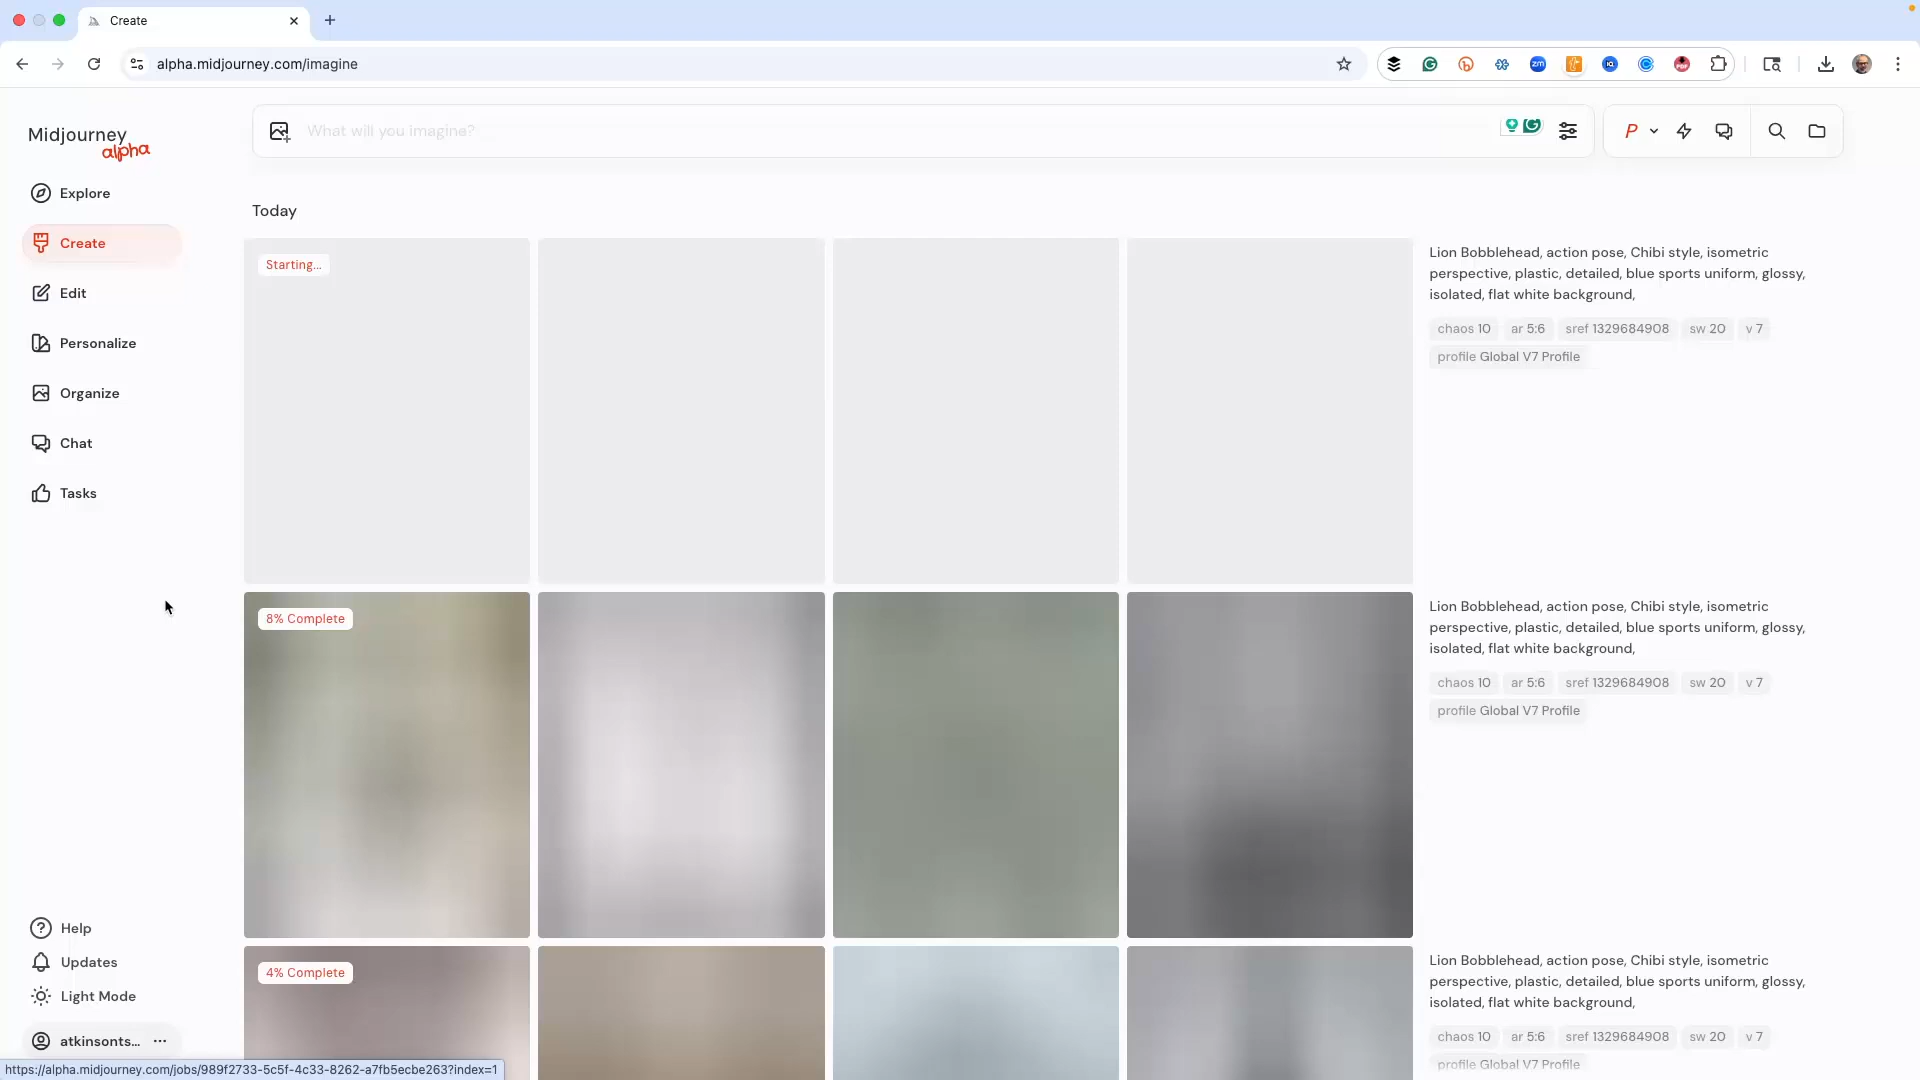 Create
alpha.midjourney.com/imagine
Midjourney
alpha
What will you imagine?
P
Explore
Create
Edit
Personalize
Organize
Chat
Tasks
Today
Starting...
Lion Bobblehead, action pose, Chibi style, isometric
perspective, plastic, detailed, blue sports uniform, glossy,
isolated, flat white background,
chaos 10 ar 5:6 sref 1329684908 sw 20 v 7
profile Global V7 Profile
8% Complete
Lion Bobblehead, action pose, Chibi style, isometric
perspective, plastic, detailed, blue sports uniform, glossy,
isolated, flat white background,
chaos 10 ar 5:6 sref 1329684908 sw 20 v 7
profile Global V7 Profile
4% Complete
Lion Bobblehead, action pose, Chibi style, isometric
perspective, plastic, detailed, blue sports uniform, glossy,
isolated, flat white background,
chaos 10 ar 5:6 sref 1329684908 sw 20 v 7
profile Global V7 Profile
Help
Updates
Light Mode
atkinsonts...
https://alpha.midjourney.com/jobs/989f2733-5c5f-4c33-8262-a7fb5ecbe263?index=1